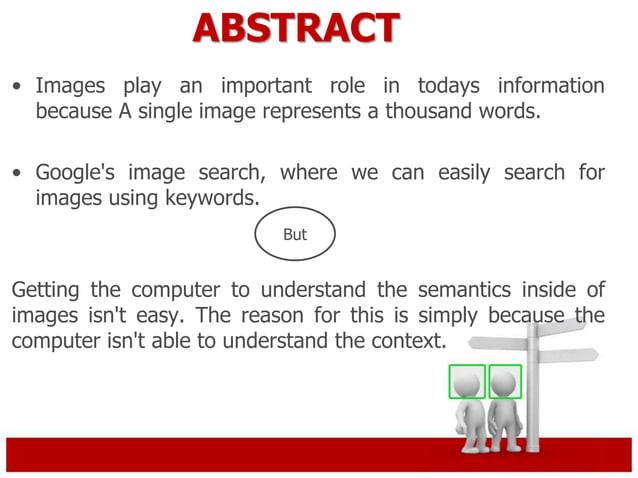 ABSTRACT
• Images play an important role in todays information
because A single image represents a thousand words.
• Google's image search, where we can easily search for
images using keywords.
But
Getting the computer to understand the semantics inside of
images isn't easy. The reason for this is simply because the
computer isn't able to understand the context.